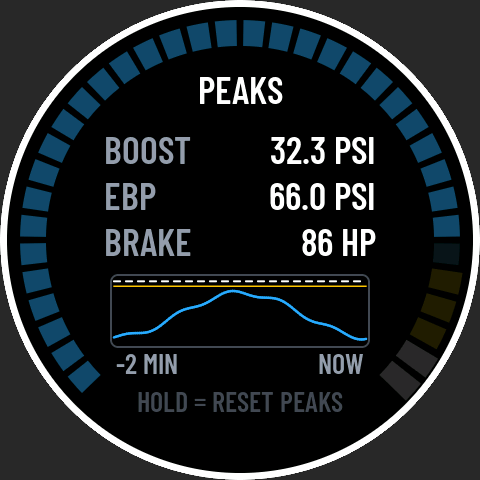 PEAKS
BOOST 32.3 PSI
EBP 66.0 PSI
BRAKE 86 HP
-2 MIN NOW
HOLD = RESET PEAKS